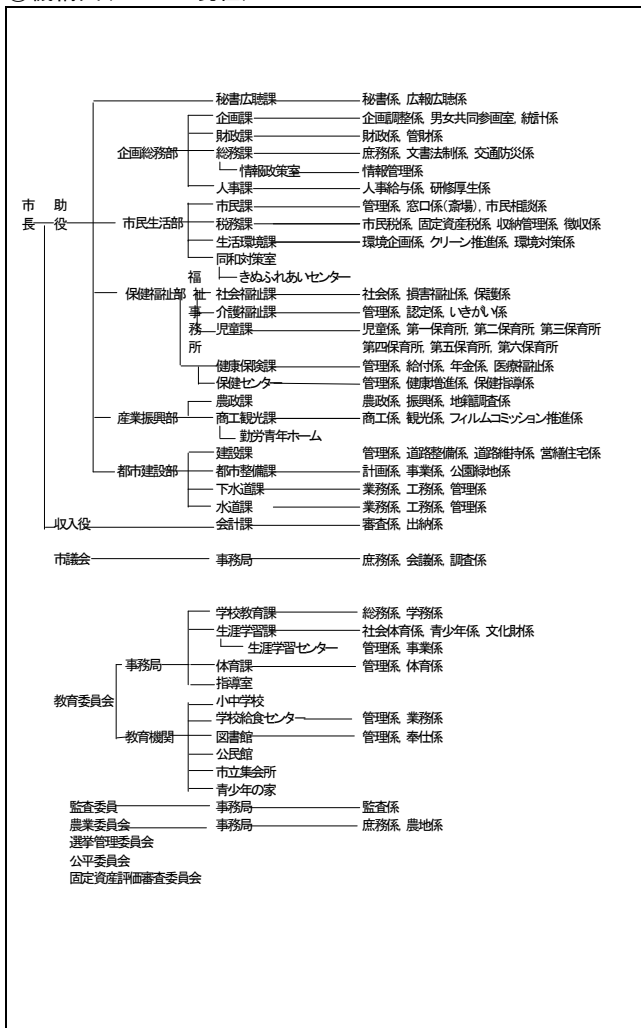 秘書広聴課 秘書係, 広報広聴係
企画課 企画調整係, 男女共同参画室, 統計係
財政課 財政係, 管財係
企画総務部 総務課 庶務係, 文書法制係, 交通防災係
情報政策室 情報管理係
人事課 人事給与係, 研修厚生係
市 助 市民課 管理係, 窓口係(斎場), 市民相談係
長 役 市民生活部 税務課 市民税係, 固定資産税係, 収納管理係, 徴収係
生活環境課 環境企画係, クリーン推進係, 環境対策係
同和対策室
福 きぬふれあいセンター
保健福祉部 祉 社会福祉課 社会係, 損害福祉係, 保護係
事 介護福祉課 管理係, 認定係, いきがい係
務 児童課 児童係, 第一保育所, 第二保育所, 第三保育所
所 第四保育所, 第五保育所, 第六保育所
健康保険課 管理係, 給付係, 年金係, 医療福祉係
保健センター 管理係, 健康増進係, 保健指導係
農政課 農政係, 振興係, 地籍調査係
産業振興部 商工観光課 商工係, 観光係, フィルムコミッション推進係
勤労青年ホーム
建設課 管理係, 道路整備係, 道路維持係, 営繕住宅係
都市建設部 都市整備課 計画係, 事業係, 公園緑地係
下水道課 業務係, 工務係, 管理係
水道課 業務係, 工務係, 管理係
収入役 会計課 審査係, 出納係
市議会 事務局 庶務係, 会議係, 調査係
学校教育課 総務係, 学務係
生涯学習課 社会体育係, 青少年係, 文化財係
生涯学習センター 管理係, 事業係
事務局 体育課 管理係, 体育係
指導室
教育委員会 小中学校
学校給食センター 管理係, 業務係
教育機関 図書館 管理係, 奉仕係
公民館
市立集会所
青少年の家
監査委員 事務局 監査係
農業委員会 事務局 庶務係, 農地係
選挙管理委員会
公平委員会
固定資産評価審査委員会